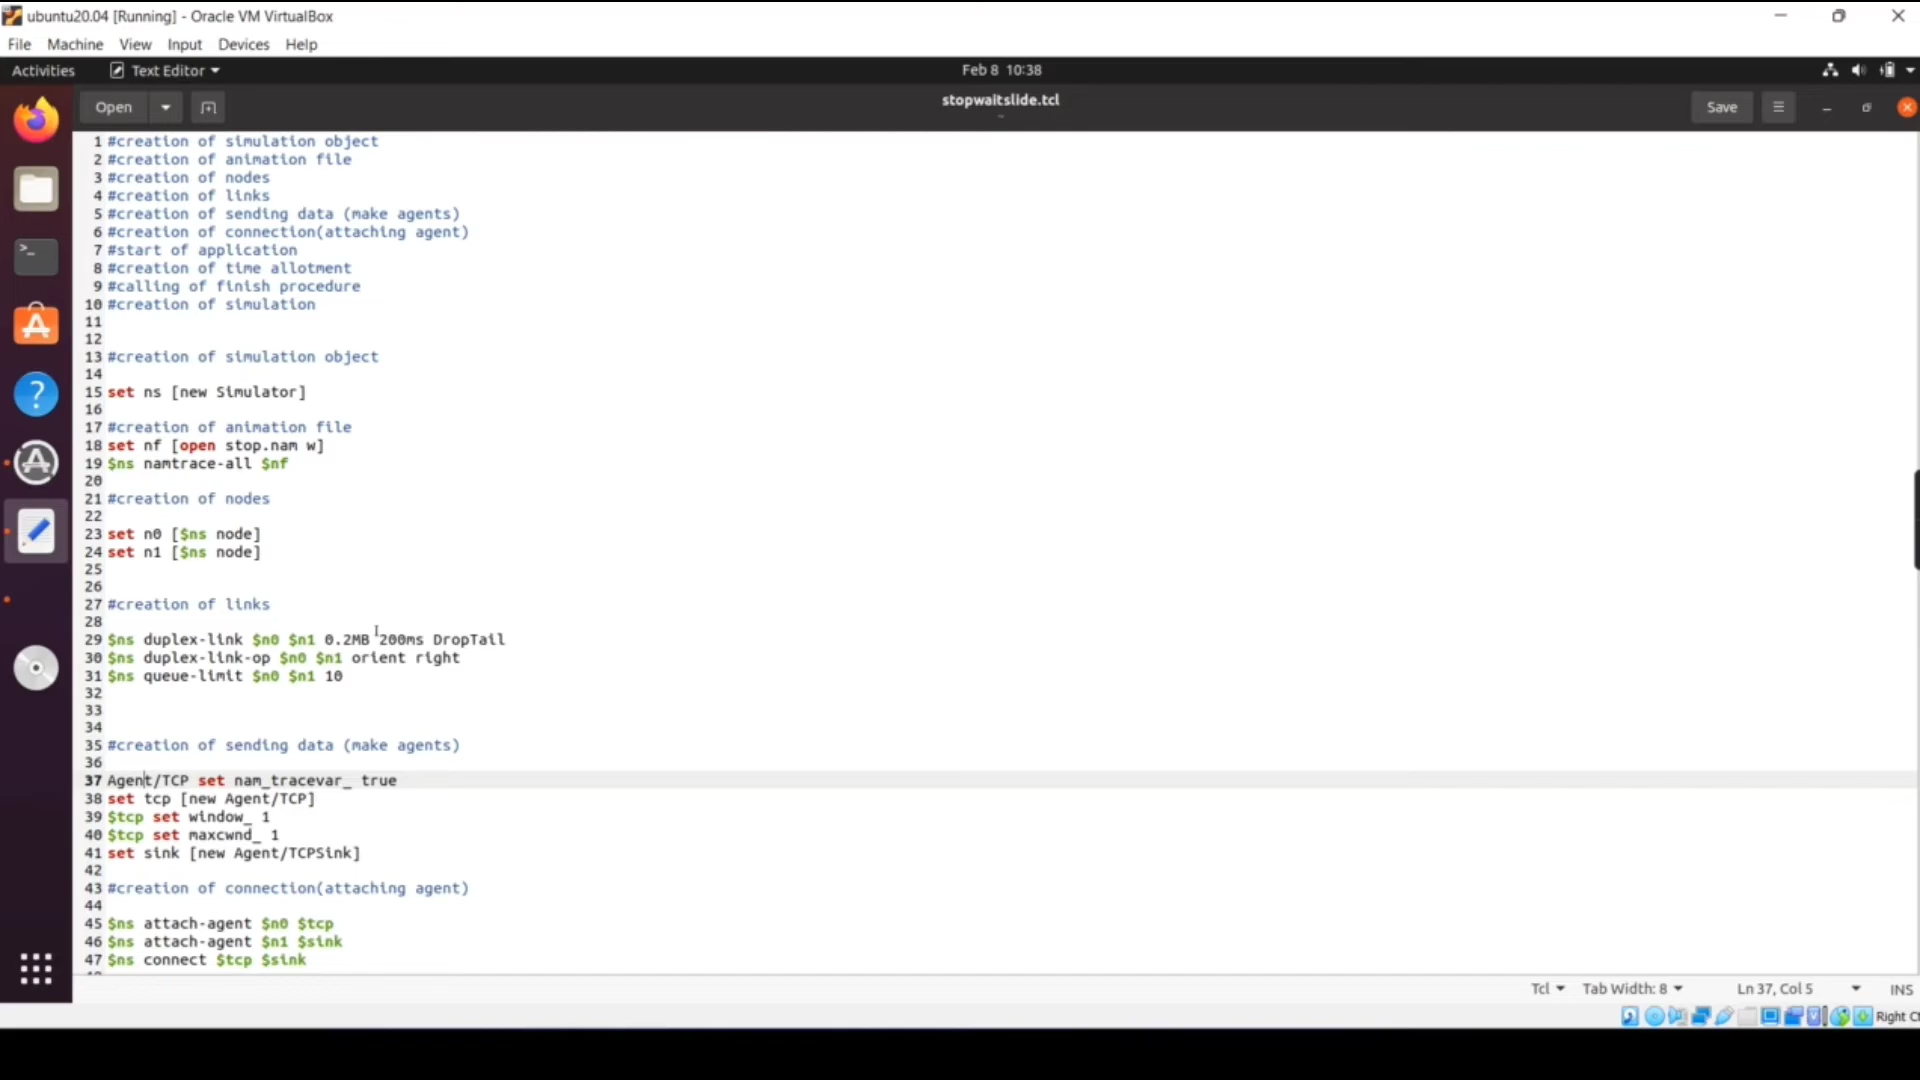 ubuntu20.04 [Running] - Oracle VM VirtualBox
File Machine View Input Devices Help
Activities Text Editor Feb 8 10:38
Open stopwaitslide.tcl Save
1 #creation of simulation object
2 #creation of animation file
3 #creation of nodes
4 #creation of links
5 #creation of sending data (make agents)
6 #creation of connection(attaching agent)
7 #start of application
8 #creation of time allotment
9 #calling of finish procedure
10 #creation of simulation
11
12
13 #creation of simulation object
14
15 set ns [new Simulator]
16
17 #creation of animation file
18 set nf [open stop.nam w]
19 $ns namtrace-all $nf
20
21 #creation of nodes
22
23 set n0 [$ns node]
24 set n1 [$ns node]
25
26
27 #creation of links
28
29 $ns duplex-link $n0 $n1 0.2MB 200ms DropTail
30 $ns duplex-link-op $n0 $n1 orient right
31 $ns queue-limit $n0 $n1 10
32
33
34
35 #creation of sending data (make agents)
36
37 Agent/TCP set nam_tracevar_ true
38 set tcp [new Agent/TCP]
39 $tcp set window_ 1
40 $tcp set maxcwnd_ 1
41 set sink [new Agent/TCPSink]
42
43 #creation of connection(attaching agent)
44
45 $ns attach-agent $n0 $tcp
46 $ns attach-agent $n1 $sink
47 $ns connect $tcp $sink
Tcl Tab Width: 8 Ln 37, Col 5 INS
Right